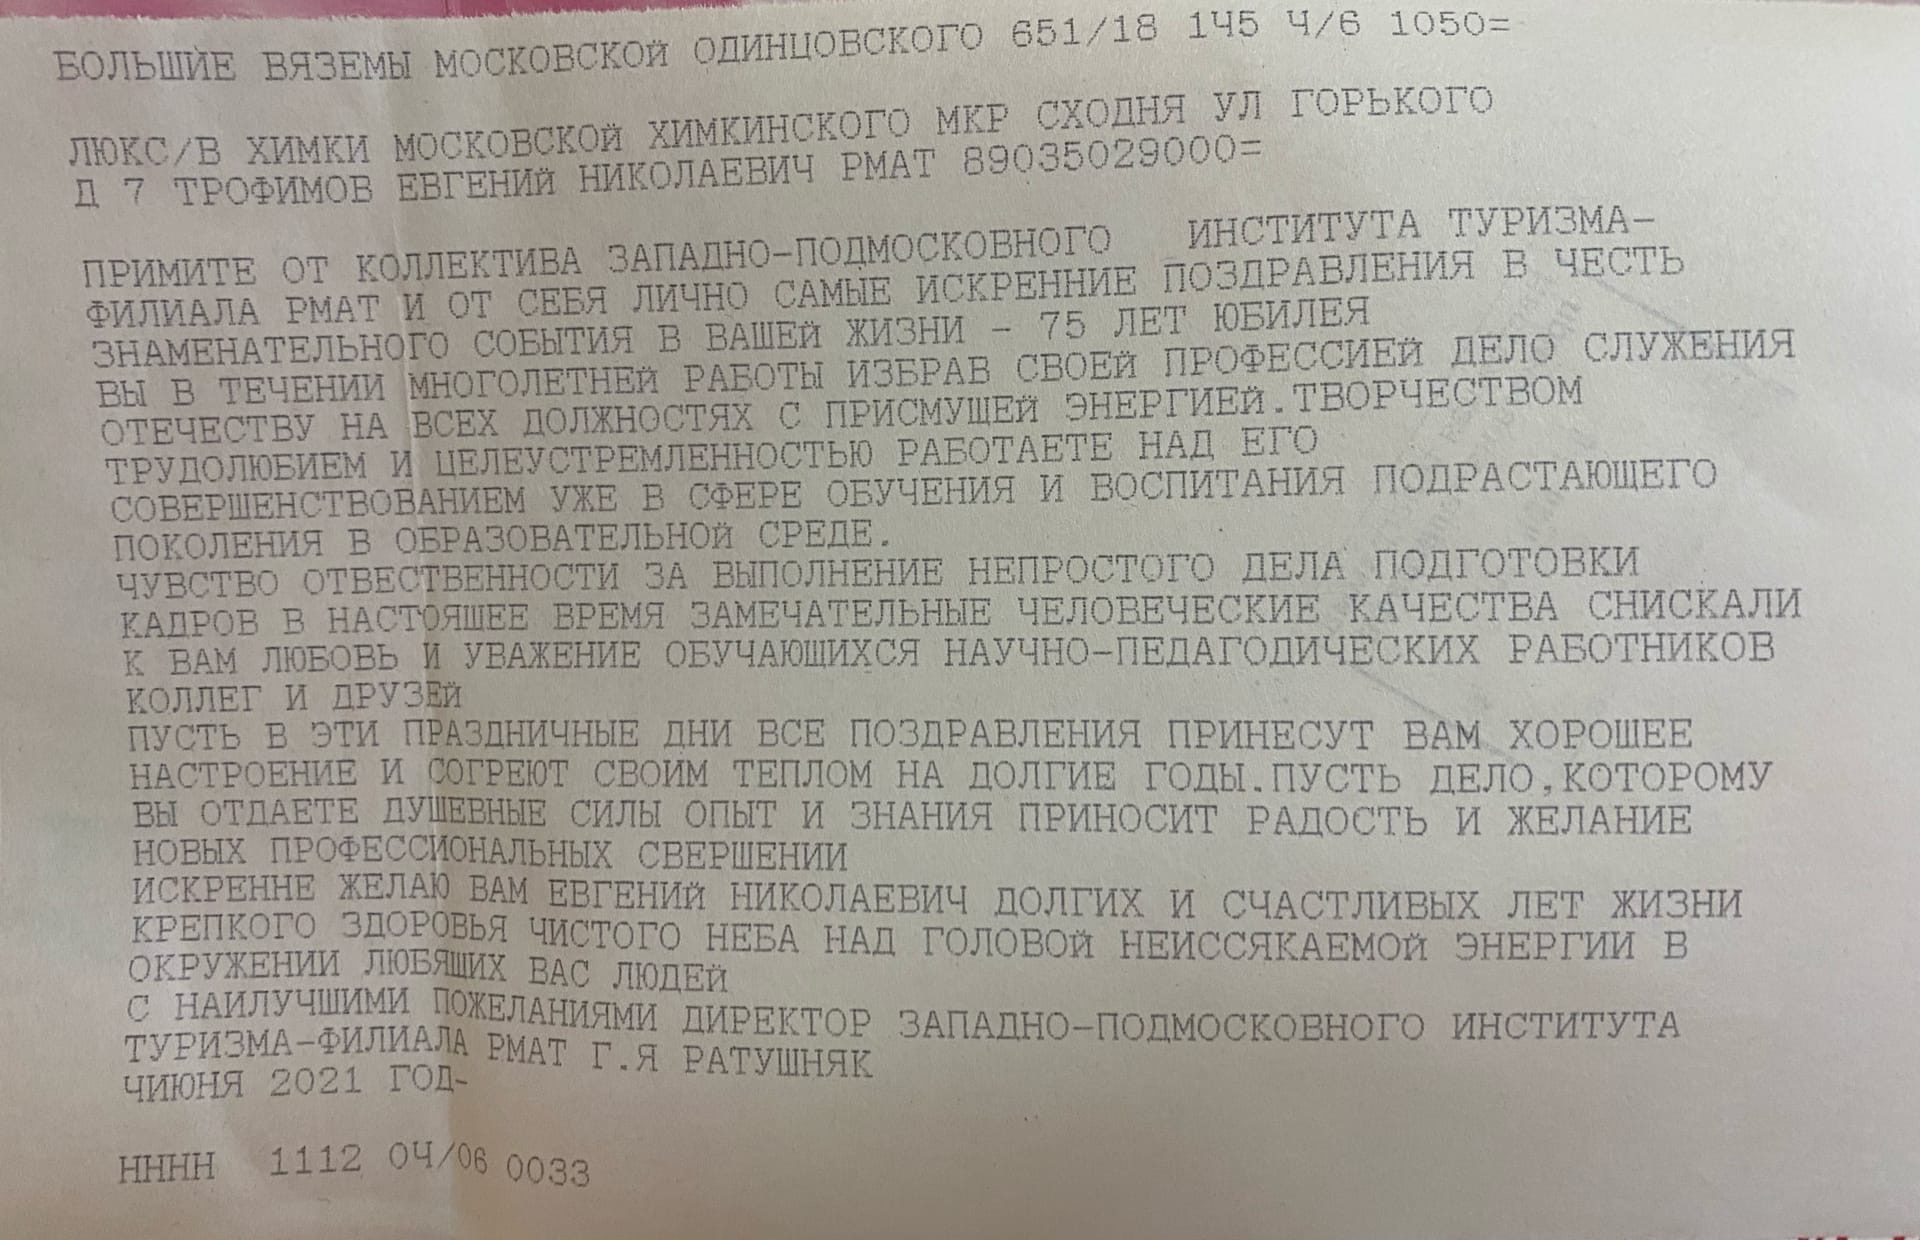 БОЛЬШИЕ ВЯЗЕМЫ МОСКОВСКОЙ ОДИНЦОВСКОГО 651/18 1Ч5 Ч/6 1050=
ЛЮКС/В ХИМКИ МОСКОВСКОЙ ХИМКИНСКОГО МКР СХОДНЯ УЛ ГОРЬКОГО
Д 7 ТРОФИМОВ ЕВГЕНИЙ НИКОЛАЕВИЧ РМАТ 89035029000=
ПРИМИТЕ ОТ КОЛЛЕКТИВА ЗАПАДНО-ПОДМОСКОВНОГО ИНСТИТУТА ТУРИЗМА-
ФИЛИАЛА РМАТ И ОТ СЕБЯ ЛИЧНО САМЫЕ ИСКРЕННИЕ ПОЗДРАВЛЕНИЯ В ЧЕСТЬ
ЗНАМЕНАТЕЛЬНОГО СОБЫТИЯ В ВАШЕЙ ЖИЗНИ - 75 ЛЕТ ЮБИЛЕЯ
ВЫ В ТЕЧЕНИИ МНОГОЛЕТНЕЙ РАБОТЫ ИЗБРАВ СВОЕЙ ПРОФЕССИЕЙ ДЕЛО СЛУЖЕНИЯ
ОТЕЧЕСТВУ НА ВСЕХ ДОЛЖНОСТЯХ С ПРИСМУЩЕЙ ЭНЕРГИЕЙ.ТВОРЧЕСТВОМ
ТРУДОЛЮБИЕМ И ЦЕЛЕУСТРЕМЛЕННОСТЬЮ РАБОТАЕТЕ НАД ЕГО
СОВЕРШЕНСТВОВАНИЕМ УЖЕ В СФЕРЕ ОБУЧЕНИЯ И ВОСПИТАНИЯ ПОДРАСТАЮЩЕГО
ПОКОЛЕНИЯ В ОБРАЗОВАТЕЛЬНОЙ СРЕДЕ.
ЧУВСТВО ОТВЕСТВЕННОСТИ ЗА ВЫПОЛНЕНИЕ НЕПРОСТОГО ДЕЛА ПОДГОТОВКИ
КАДРОВ В НАСТОЯЩЕЕ ВРЕМЯ ЗАМЕЧАТЕЛЬНЫЕ ЧЕЛОВЕЧЕСКИЕ КАЧЕСТВА СНИСКАЛИ
К ВАМ ЛЮБОВЬ И УВАЖЕНИЕ ОБУЧАЮЩИХСЯ НАУЧНО-ПЕДАГОДИЧЕСКИХ РАБОТНИКОВ
КОЛЛЕГ И ДРУЗЕЙ
ПУСТЬ В ЭТИ ПРАЗДНИЧНЫЕ ДНИ ВСЕ ПОЗДРАВЛЕНИЯ ПРИНЕСУТ ВАМ ХОРОШЕЕ
НАСТРОЕНИЕ И СОГРЕЮТ СВОИМ ТЕПЛОМ НА ДОЛГИЕ ГОДЫ.ПУСТЬ ДЕЛО,КОТОРОМУ
ВЫ ОТДАЕТЕ ДУШЕВНЫЕ СИЛЫ ОПЫТ И ЗНАНИЯ ПРИНОСИТ РАДОСТЬ И ЖЕЛАНИЕ
НОВЫХ ПРОФЕССИОНАЛЬНЫХ СВЕРШЕНИИ
ИСКРЕННЕ ЖЕЛАЮ ВАМ ЕВГЕНИЙ НИКОЛАЕВИЧ ДОЛГИХ И СЧАСТЛИВЫХ ЛЕТ ЖИЗНИ
КРЕПКОГО ЗДОРОВЬЯ ЧИСТОГО НЕБА НАД ГОЛОВОЙ НЕИССЯКАЕМОЙ ЭНЕРГИИ В
ОКРУЖЕНИИ ЛЮБЯЩИХ ВАС ЛЮДЕЙ
С НАИЛУЧШИМИ ПОЖЕЛАНИЯМИ ДИРЕКТОР ЗАПАДНО-ПОДМОСКОВНОГО ИНСТИТУТА
ТУРИЗМА-ФИЛИАЛА РМАТ Г.Я РАТУШНЯК
ЧИЮНЯ 2021 ГОД-
НННН 1112 0Ч/06 0033